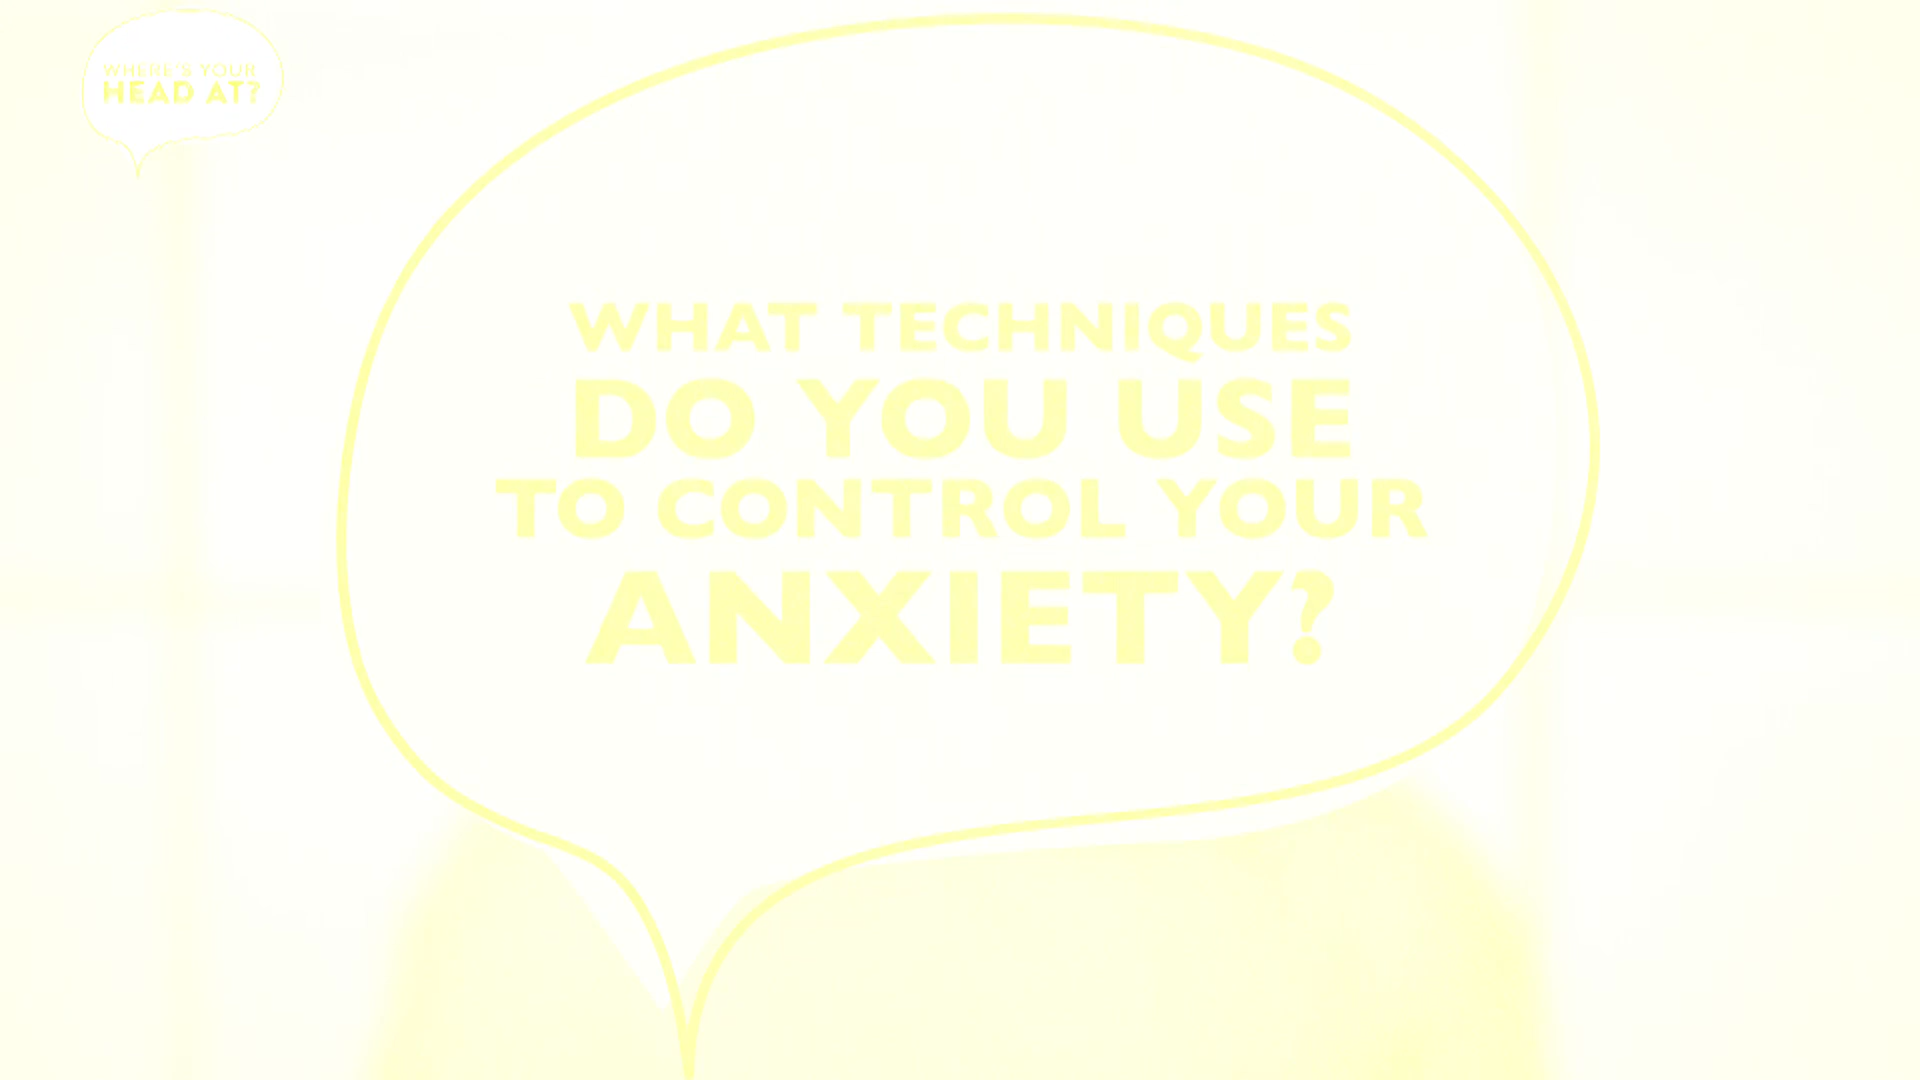 WHERE'S YOUR
HEAD AT?
WHAT TECHNIQUES
DO YOU USE
TO CONTROL YOUR
ANXIETY?